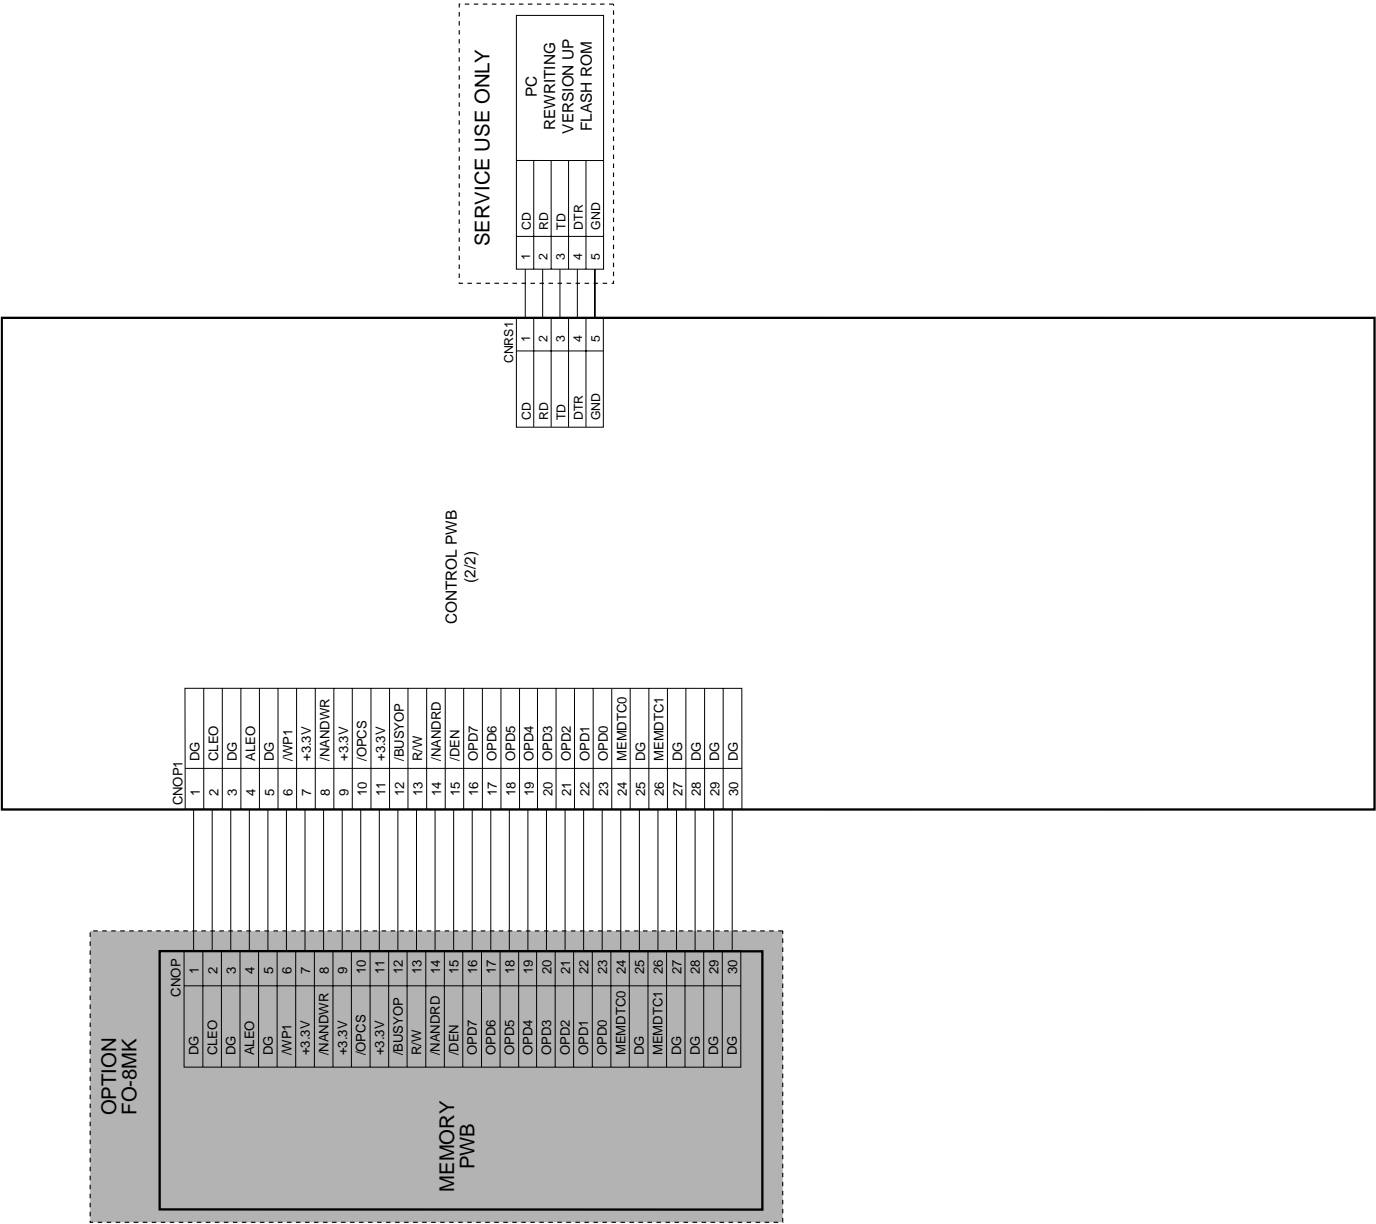 SERVICE USE ONLY
PC
REWRITING
VERSION UP
FLASH ROM
1 CD
2 RD
3 TD
4 DTR
5 GND
CNRS1
CD 1
RD 2
TD 3
DTR 4
GND 5
CONTROL PWB
(2/2)
CNOP1
1 DG
2 CLEO
3 DG
4 ALEO
5 DG
6 /WP1
7 +3.3V
8 /NANDWR
9 +3.3V
10 /OPCS
11 +3.3V
12 /BUSYOP
13 R/W
14 /NANDRD
15 /DEN
16 OPD7
17 OPD6
18 OPD5
19 OPD4
20 OPD3
21 OPD2
22 OPD1
23 OPD0
24 MEMDTC0
25 DG
26 MEMDTC1
27 DG
28 DG
29 DG
30 DG
OPTION
FO-8MK
CNOP
DG 1
CLEO 2
DG 3
ALEO 4
DG 5
/WP1 6
+3.3V 7
/NANDWR 8
+3.3V 9
/OPCS 10
+3.3V 11
/BUSYOP 12
R/W 13
/NANDRD 14
/DEN 15
OPD7 16
OPD6 17
OPD5 18
OPD4 19
OPD3 20
OPD2 21
OPD1 22
OPD0 23
MEMDTC0 24
DG 25
MEMDTC1 26
DG 27
DG 28
DG 29
DG 30
MEMORY
PWB